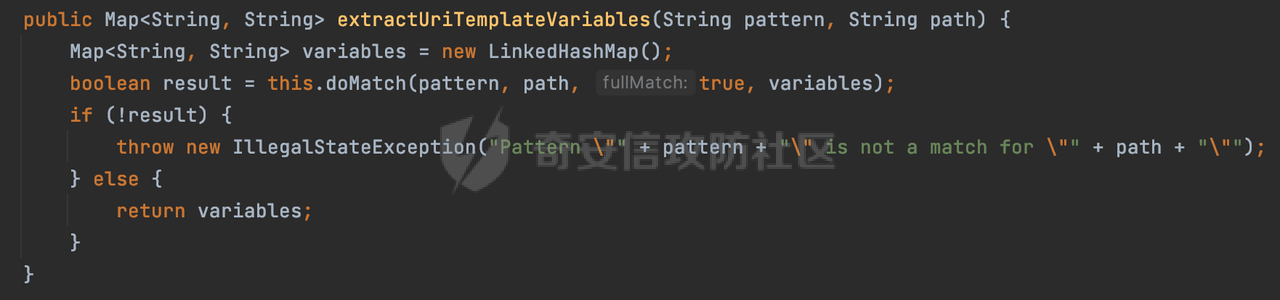 public Map<String, String> extractUriTemplateVariables(String pattern, String path) {
    Map<String, String> variables = new LinkedHashMap();
    boolean result = this.doMatch(pattern, path, fullMatch: true, variables);
    if (!result) {
        throw new IllegalStateException("Pattern \"" + pattern + "\" is not a match for \"" + path + "\"");
    } else {
        return variables;
    }
}
奇安信攻防社区